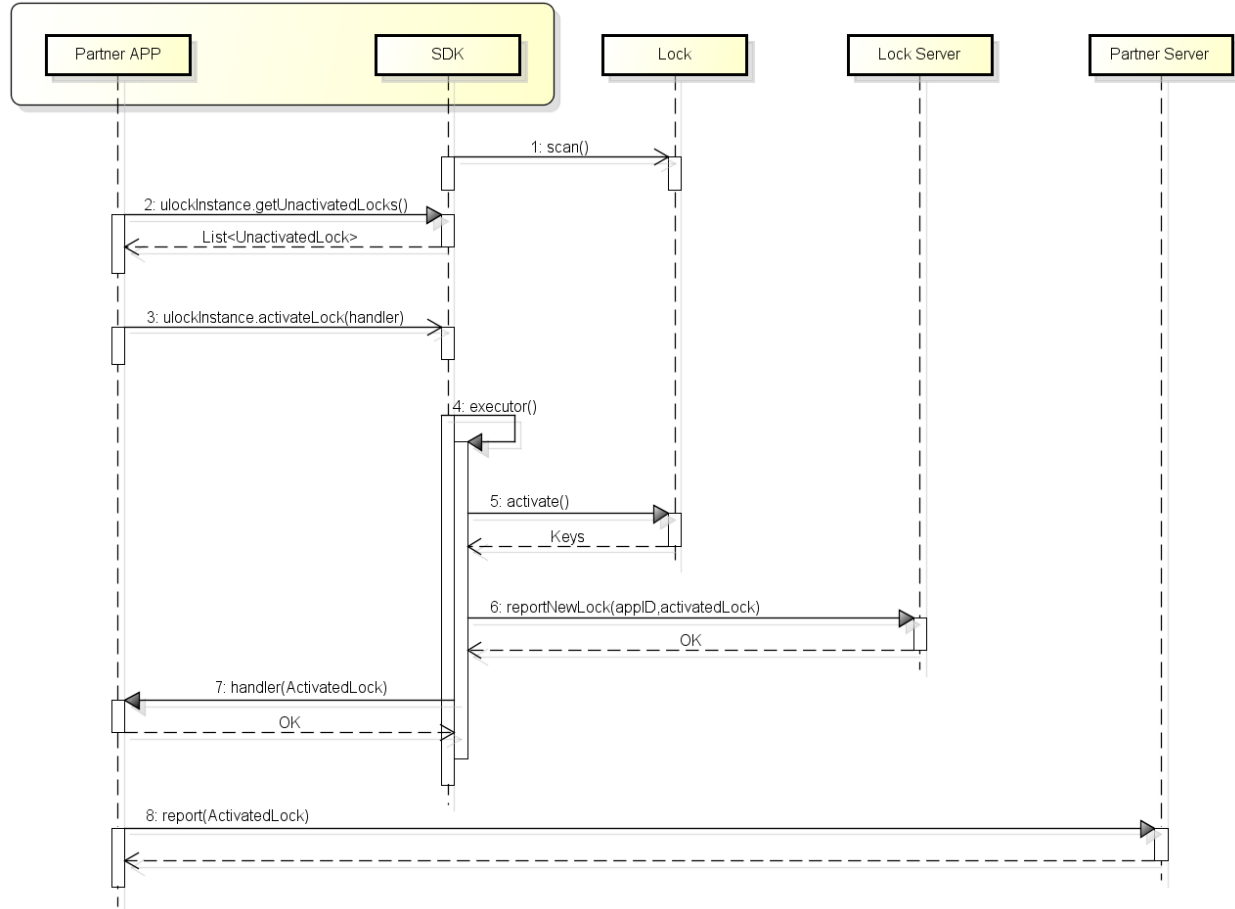 Partner APP
SDK
Lock
Lock Server
Partner Server
1: scan()
2: ulockInstance.getUnactivatedLocks()
List<UnactivatedLock>
3: ulockInstance.activateLock(handler)
4: executor()
5: activate()
Keys
6: reportNewLock(appID,activatedLock)
OK
7: handler(ActivatedLock)
OK
8: report(ActivatedLock)